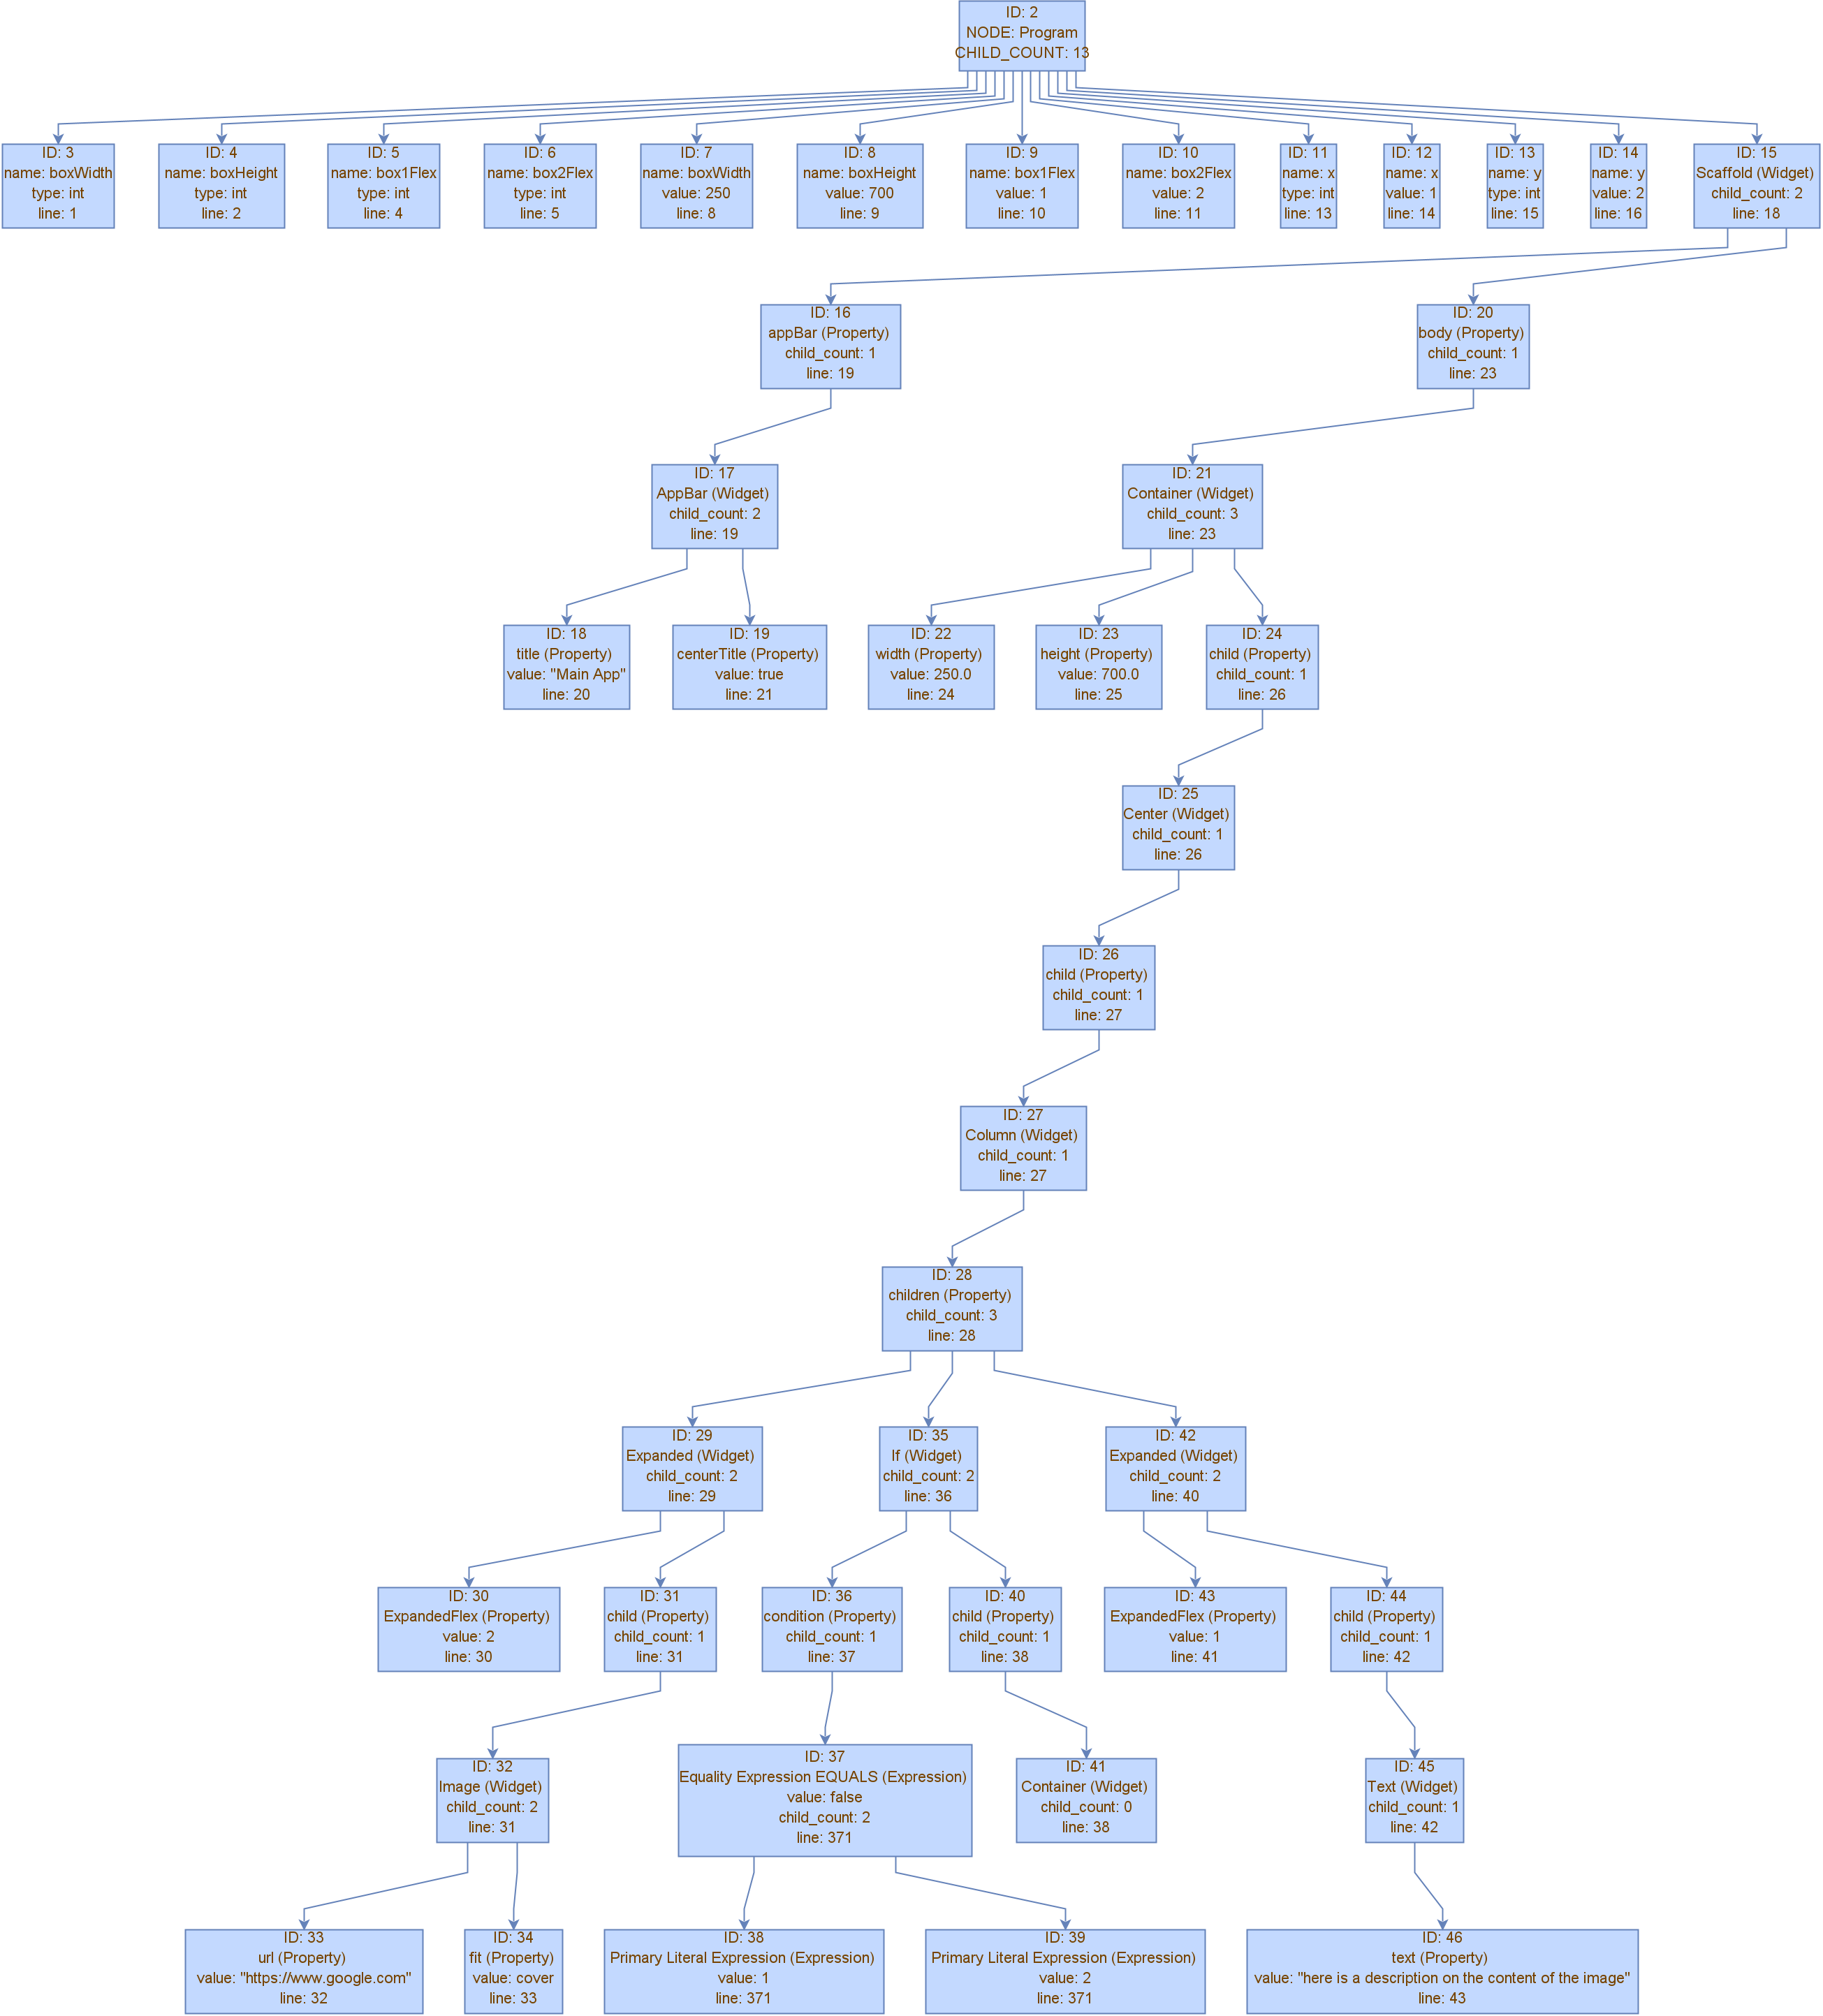 ID: 2
NODE: Program
CHILD_COUNT: 13
ID: 3
name: boxWidth
type: int
line: 1
ID: 4
name: boxHeight
type: int
line: 2
ID: 5
name: box1Flex
type: int
line: 4
ID: 6
name: box2Flex
type: int
line: 5
ID: 7
name: boxWidth
value: 250
line: 8
ID: 8
name: boxHeight
value: 700
line: 9
ID: 9
name: box1Flex
value: 1
line: 10
ID: 10
name: box2Flex
value: 2
line: 11
ID: 11
name: x
type: int
line: 13
ID: 12
name: x
value: 1
line: 14
ID: 13
name: y
type: int
line: 15
ID: 14
name: y
value: 2
line: 16
ID: 15
Scaffold (Widget)
child_count: 2
line: 18
ID: 16
appBar (Property)
child_count: 1
line: 19
ID: 20
body (Property)
child_count: 1
line: 23
ID: 17
AppBar (Widget)
child_count: 2
line: 19
ID: 21
Container (Widget)
child_count: 3
line: 23
ID: 18
title (Property)
value: "Main App"
line: 20
ID: 19
centerTitle (Property)
value: true
line: 21
ID: 22
width (Property)
value: 250.0
line: 24
ID: 23
height (Property)
value: 700.0
line: 25
ID: 24
child (Property)
child_count: 1
line: 26
ID: 25
Center (Widget)
child_count: 1
line: 26
ID: 26
child (Property)
child_count: 1
line: 27
ID: 27
Column (Widget)
child_count: 1
line: 27
ID: 28
children (Property)
child_count: 3
line: 28
ID: 29
Expanded (Widget)
child_count: 2
line: 29
ID: 35
If (Widget)
child_count: 2
line: 36
ID: 42
Expanded (Widget)
child_count: 2
line: 40
ID: 30
ExpandedFlex (Property)
value: 2
line: 30
ID: 31
child (Property)
child_count: 1
line: 31
ID: 36
condition (Property)
child_count: 1
line: 37
ID: 40
child (Property)
child_count: 1
line: 38
ID: 43
ExpandedFlex (Property)
value: 1
line: 41
ID: 44
child (Property)
child_count: 1
line: 42
ID: 32
Image (Widget)
child_count: 2
line: 31
ID: 37
Equality Expression EQUALS (Expression)
value: false
child_count: 2
line: 371
ID: 41
Container (Widget)
child_count: 0
line: 38
ID: 45
Text (Widget)
child_count: 1
line: 42
ID: 33
url (Property)
value: "https://www.google.com"
line: 32
ID: 34
fit (Property)
value: cover
line: 33
ID: 38
Primary Literal Expression (Expression)
value: 1
line: 371
ID: 39
Primary Literal Expression (Expression)
value: 2
line: 371
ID: 46
text (Property)
value: "here is a description on the content of the image"
line: 43